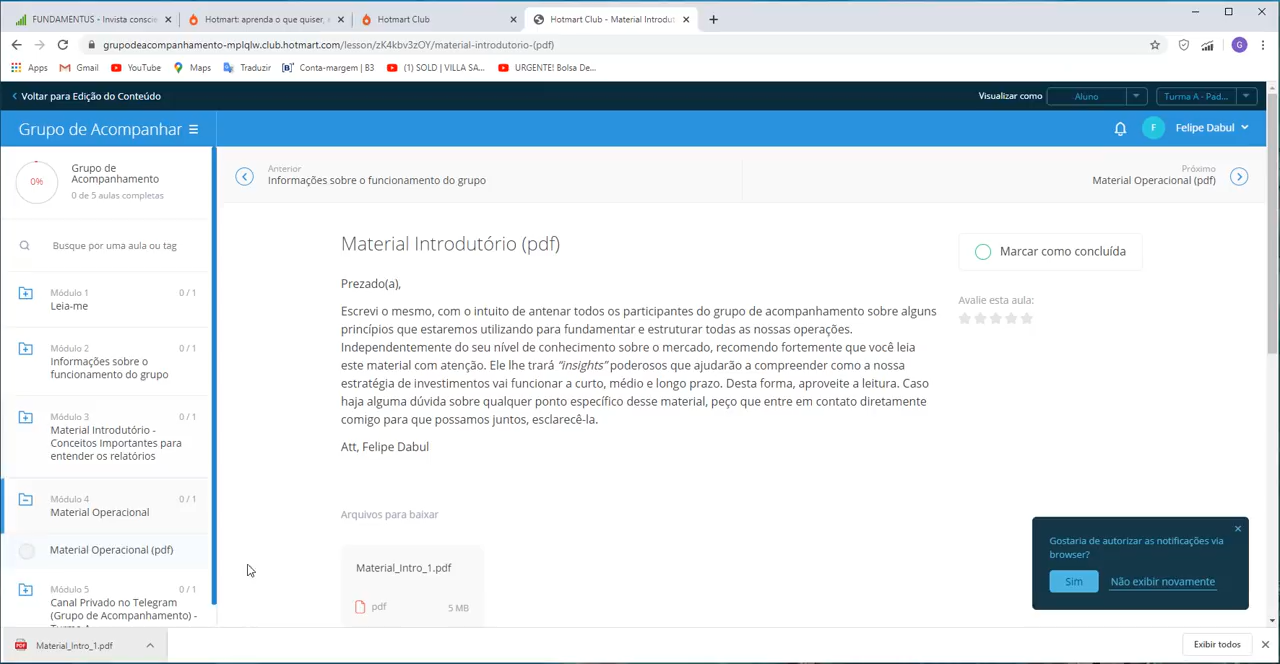 FUNDAMENTUS - Invista conscie
Hotmart: aprenda o que quiser,
Hotmart Club
Hotmart Club - Material Introdut
grupodeacompanhamento-mplqlw.club.hotmart.com/lesson/zK4kbv3zOY/material-introdutorio-(pdf)
G
Apps
Gmail
YouTube
Maps
Traduzir
Conta-margem | B3
(1) SOLD | VILLA SA...
URGENTE! Bolsa De...
Voltar para Edição do Conteúdo
Visualizar como
Aluno
Turma A - Pad...
Grupo de Acompanhar
F
Felipe Dabul
0%
Grupo de
Acompanhamento
0 de 5 aulas completas
Busque por uma aula ou tag
Módulo 1
0 / 1
Leia-me
Módulo 2
0 / 1
Informações sobre o
funcionamento do grupo
Módulo 3
0 / 1
Material Introdutório -
Conceitos Importantes para
entender os relatórios
Módulo 4
0 / 1
Material Operacional
Material Operacional (pdf)
Módulo 5
0 / 1
Canal Privado no Telegram
(Grupo de Acompanhamento) -
Anterior
Informações sobre o funcionamento do grupo
Próximo
Material Operacional (pdf)
Material Introdutório (pdf)
Prezado(a),
Escrevi o mesmo, com o intuito de antenar todos os participantes do grupo de acompanhamento sobre alguns
princípios que estaremos utilizando para fundamentar e estruturar todas as nossas operações.
Independentemente do seu nível de conhecimento sobre o mercado, recomendo fortemente que você leia
este material com atenção. Ele lhe trará “insights” poderosos que ajudarão a compreender como a nossa
estratégia de investimentos vai funcionar a curto, médio e longo prazo. Desta forma, aproveite a leitura. Caso
haja alguma dúvida sobre qualquer ponto específico desse material, peço que entre em contato diretamente
comigo para que possamos juntos, esclarecê-la.
Att, Felipe Dabul
Arquivos para baixar
Material_Intro_1.pdf
pdf
5 MB
Marcar como concluída
Avalie esta aula:
Gostaria de autorizar as notificações via
browser?
Sim
Não exibir novamente
Material_Intro_1.pdf
Exibir todos